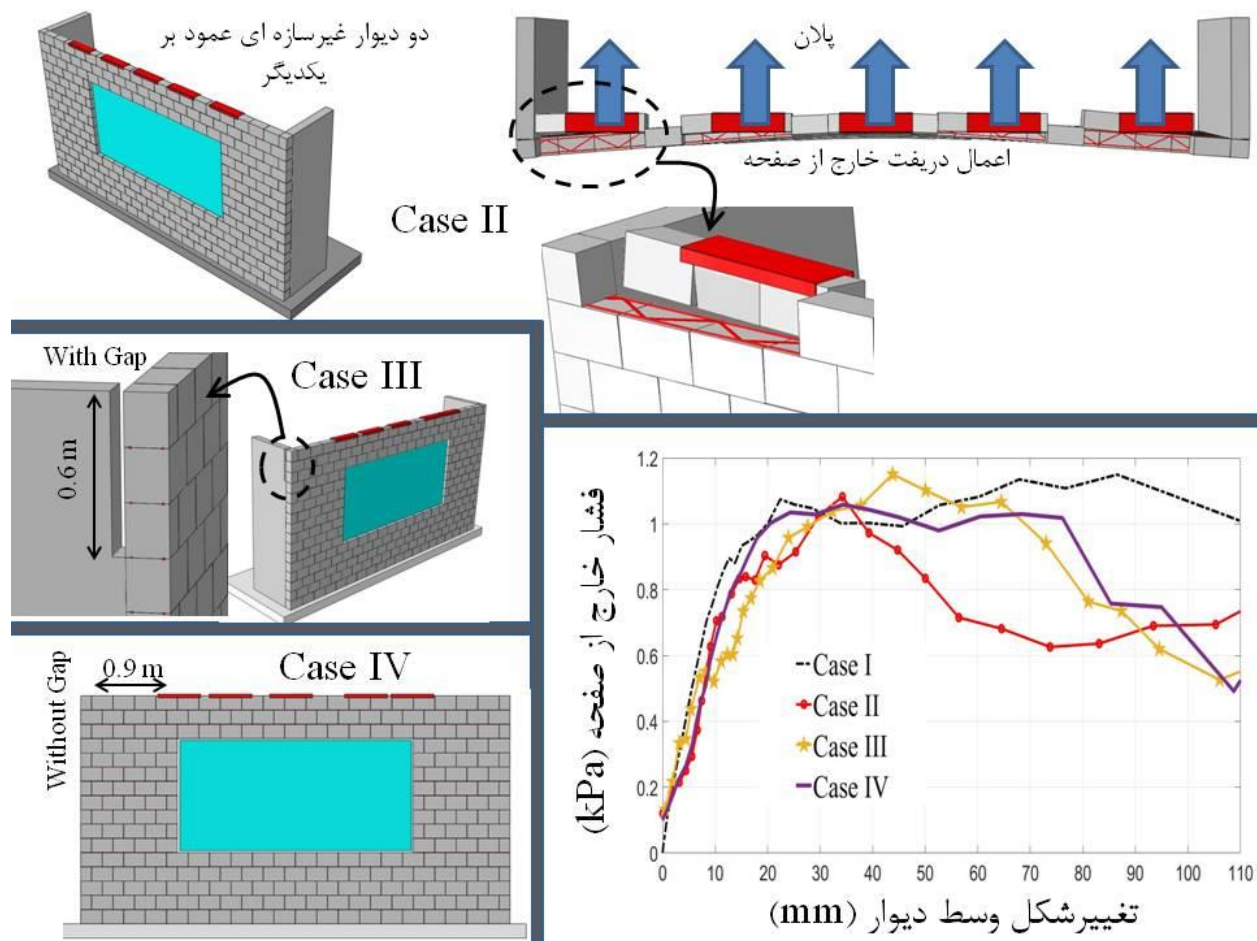 دو دیوار غیرسازه ای عمود بر
یکدیگر
پلان
اعمال دریفت خارج از صفحه
Case II
With Gap
Case III
0.6 m
Case IV
0.9 m
Without Gap
فشار خارج از صفحه (kPa)
1.2
1
0.8
0.6
0.4
0.2
0
Case I
Case II
Case III
Case IV
0 10 20 30 40 50 60 70 80 90 100 110
تغییرشکل وسط دیوار (mm)